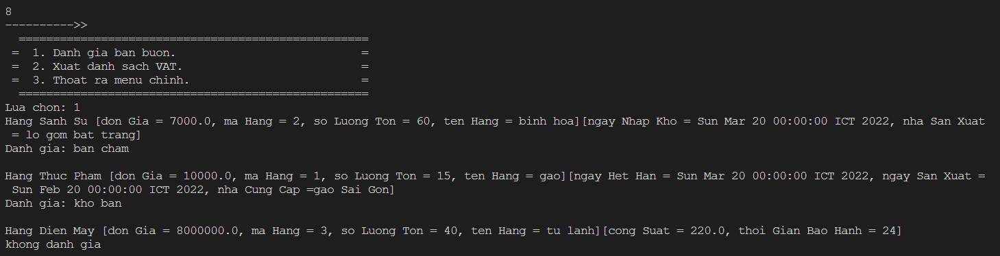 8
---------->>
===================================================
= 1. Danh gia ban buon. =
= 2. Xuat danh sach VAT. =
= 3. Thoat ra menu chinh. =
===================================================
Lua chon: 1
Hang Sanh Su [don Gia = 7000.0, ma Hang = 2, so Luong Ton = 60, ten Hang = binh hoa][ngay Nhap Kho = Sun Mar 20 00:00:00 ICT 2022, nha San Xuat
= lo gom bat trang]
Danh gia: ban cham
Hang Thuc Pham [don Gia = 10000.0, ma Hang = 1, so Luong Ton = 15, ten Hang = gao][ngay Het Han = Sun Mar 20 00:00:00 ICT 2022, ngay San Xuat =
Sun Feb 20 00:00:00 ICT 2022, nha Cung Cap =gao Sai Gon]
Danh gia: kho ban
Hang Dien May [don Gia = 8000000.0, ma Hang = 3, so Luong Ton = 40, ten Hang = tu lanh][cong Suat = 220.0, thoi Gian Bao Hanh = 24]
khong danh gia